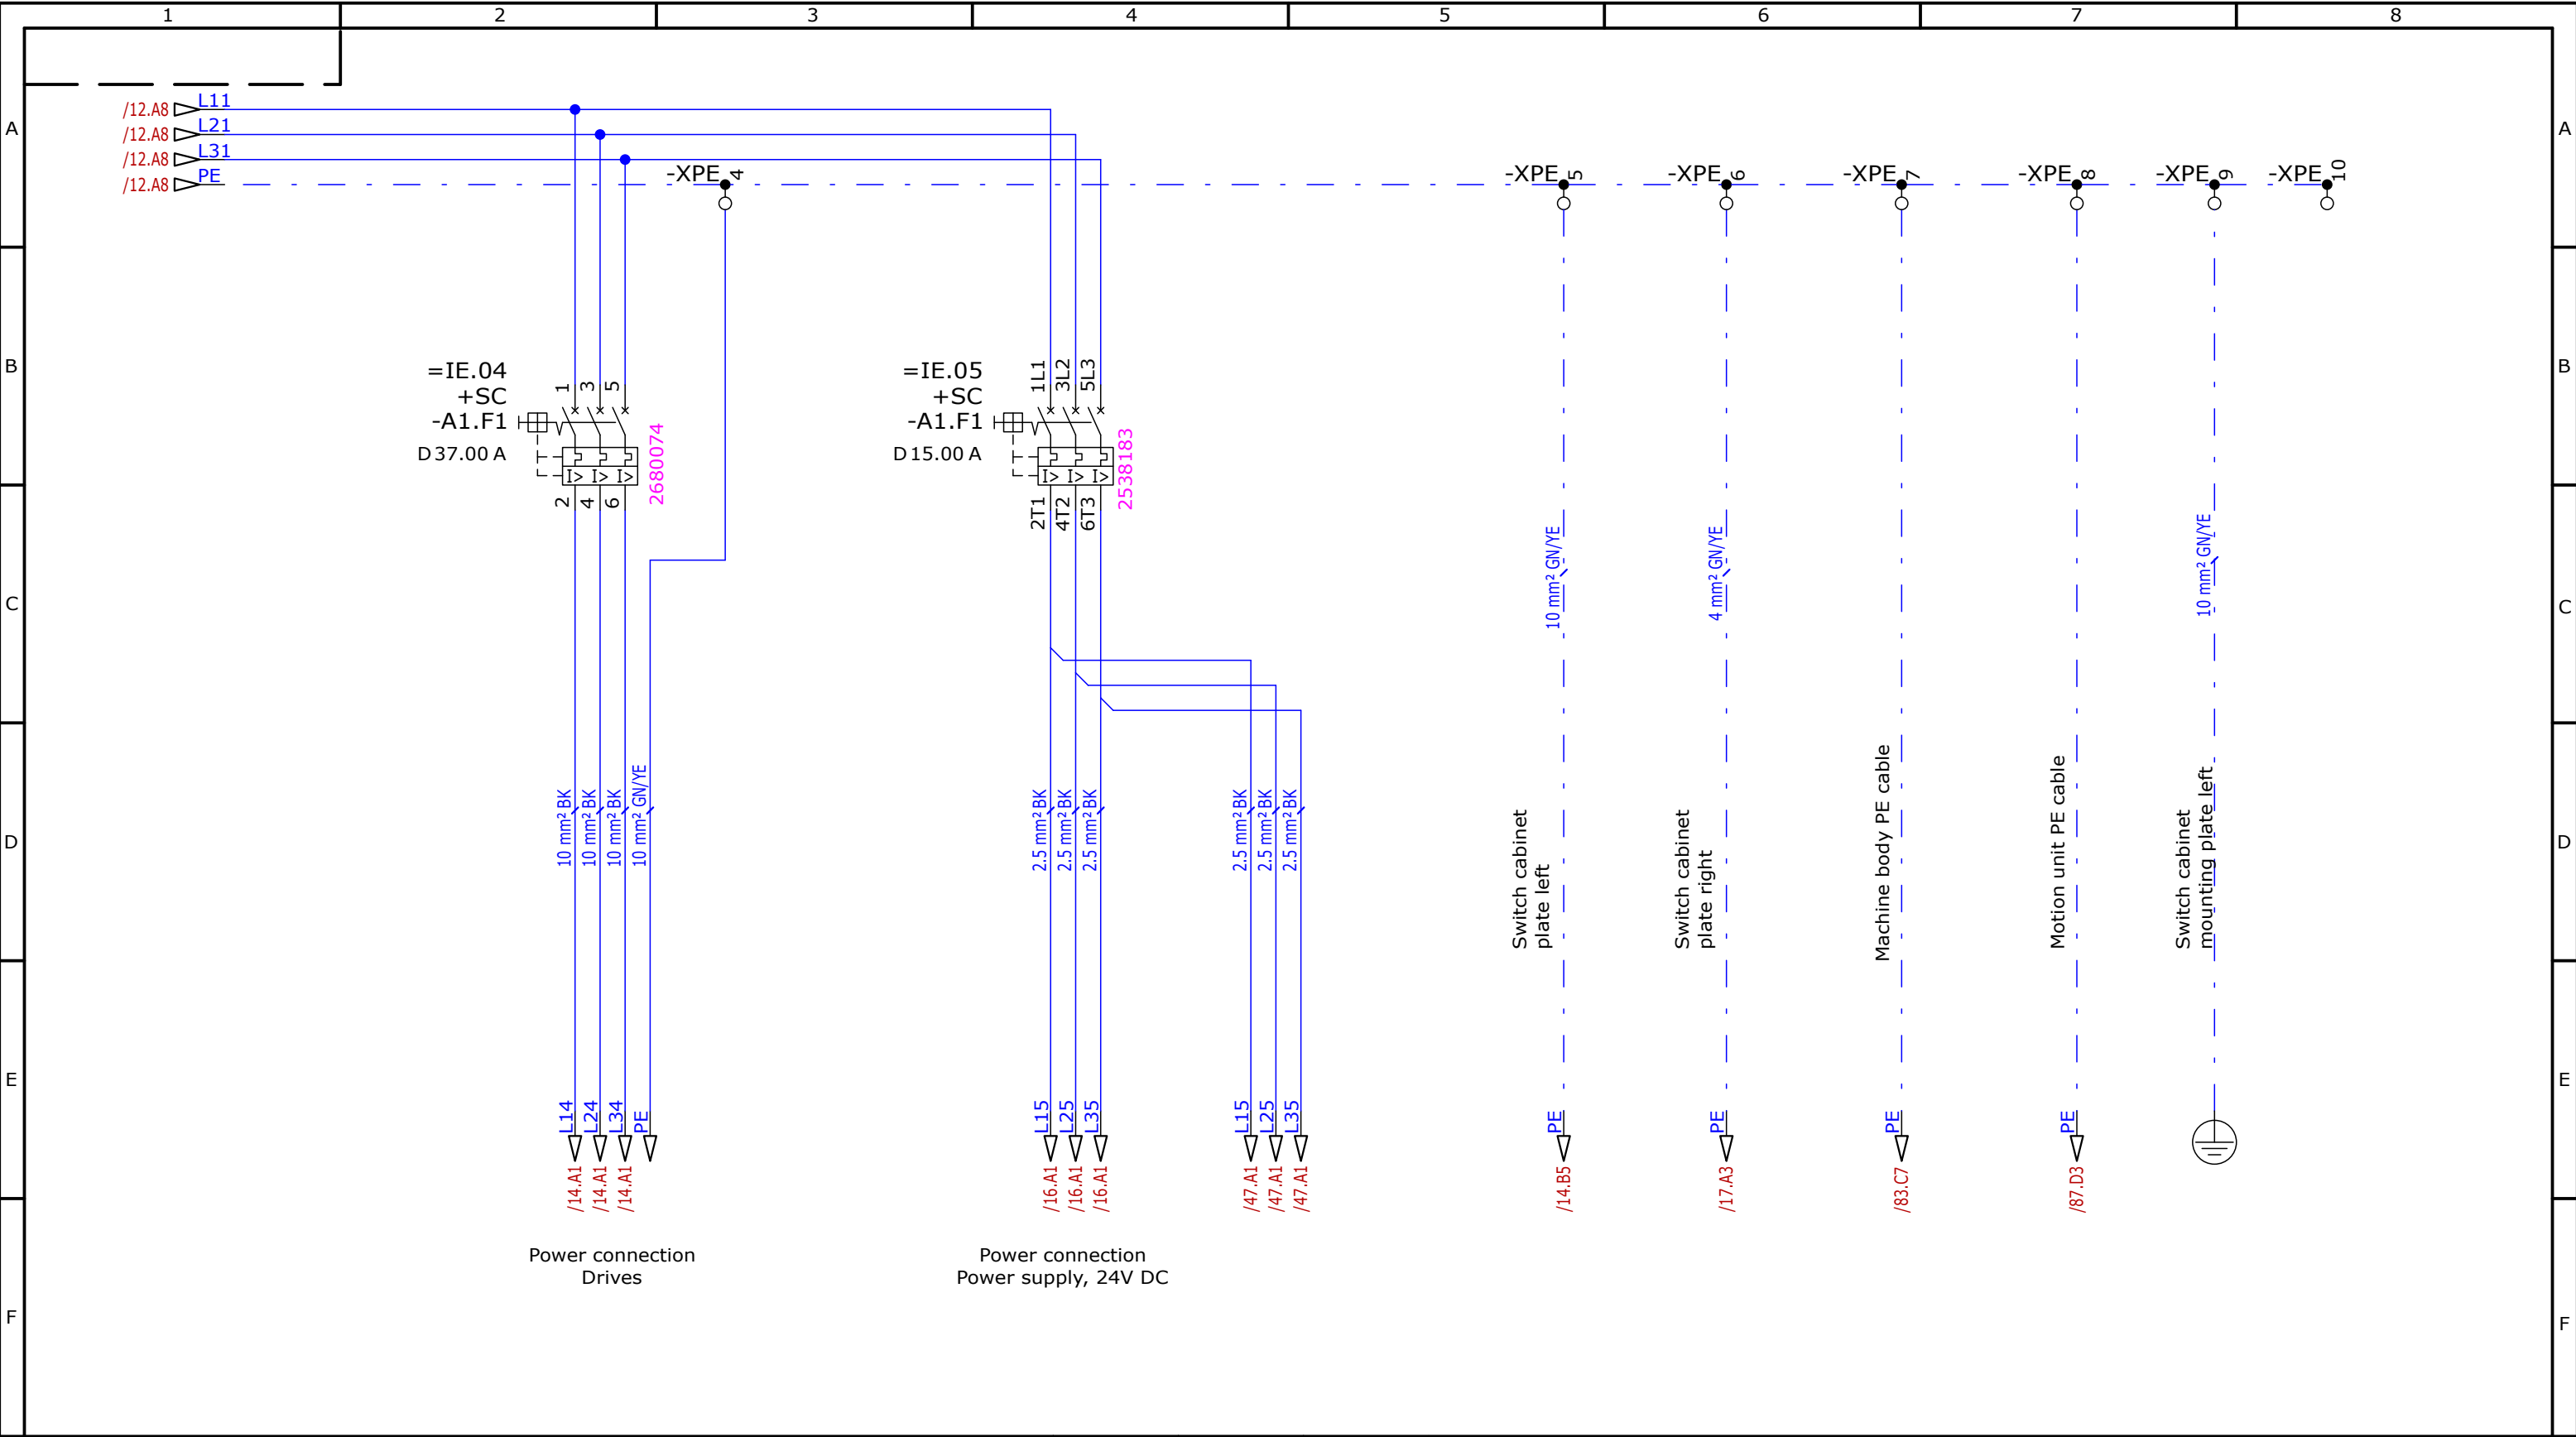 1 2 3 4 5 6 7 8
A A
B B
C C
D D
E E
F F
/12.A8 L11
/12.A8 L21
/12.A8 L31
/12.A8 PE
-XPE 4
-XPE 5
-XPE 6
-XPE 7
-XPE 8
-XPE 9
-XPE 10
=IE.04
+SC
-A1.F1
D 37.00 A
1 3 5
I> I> I>
2 4 6
2680074
=IE.05
+SC
-A1.F1
D 15.00 A
1L1 3L2 5L3
I> I> I>
2T1 4T2 6T3
2538183
10 mm² GN/YE
4 mm² GN/YE
10 mm² GN/YE
10 mm² BK
10 mm² BK
10 mm² BK
10 mm² GN/YE
2.5 mm² BK
2.5 mm² BK
2.5 mm² BK
2.5 mm² BK
2.5 mm² BK
2.5 mm² BK
Switch cabinet
plate left
Switch cabinet
plate right
Machine body PE cable
Motion unit PE cable
Switch cabinet
mounting plate left
L14 L24 L34 PE
L15 L25 L35
L15 L25 L35
PE
PE
PE
PE
/14.A1 /14.A1 /14.A1
/16.A1 /16.A1 /16.A1
/47.A1 /47.A1 /47.A1
/14.B5
/17.A3
/83.C7
/87.D3
Power connection
Drives
Power connection
Power supply, 24V DC